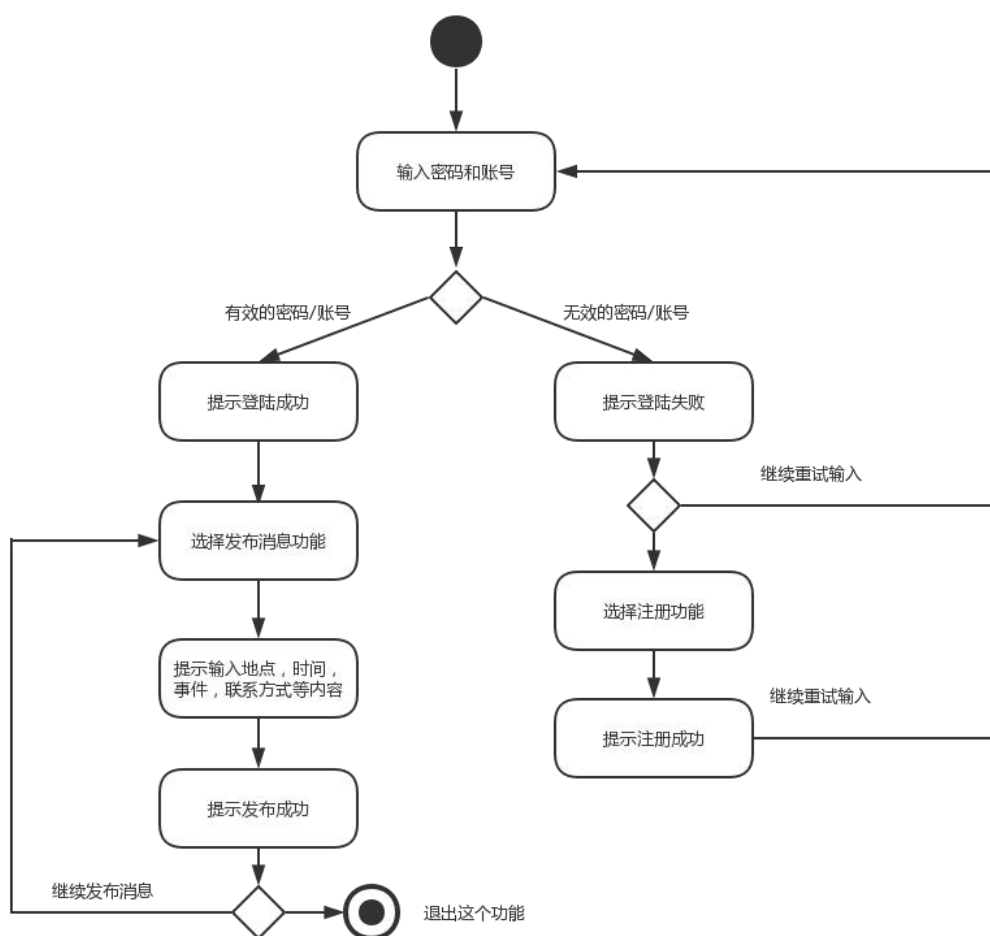 输入密码和账号
有效的密码/账号
无效的密码/账号
提示登陆成功
提示登陆失败
继续重试输入
选择发布消息功能
选择注册功能
提示输入地点，时间，
事件，联系方式等内容
继续重试输入
提示注册成功
提示发布成功
继续发布消息
退出这个功能